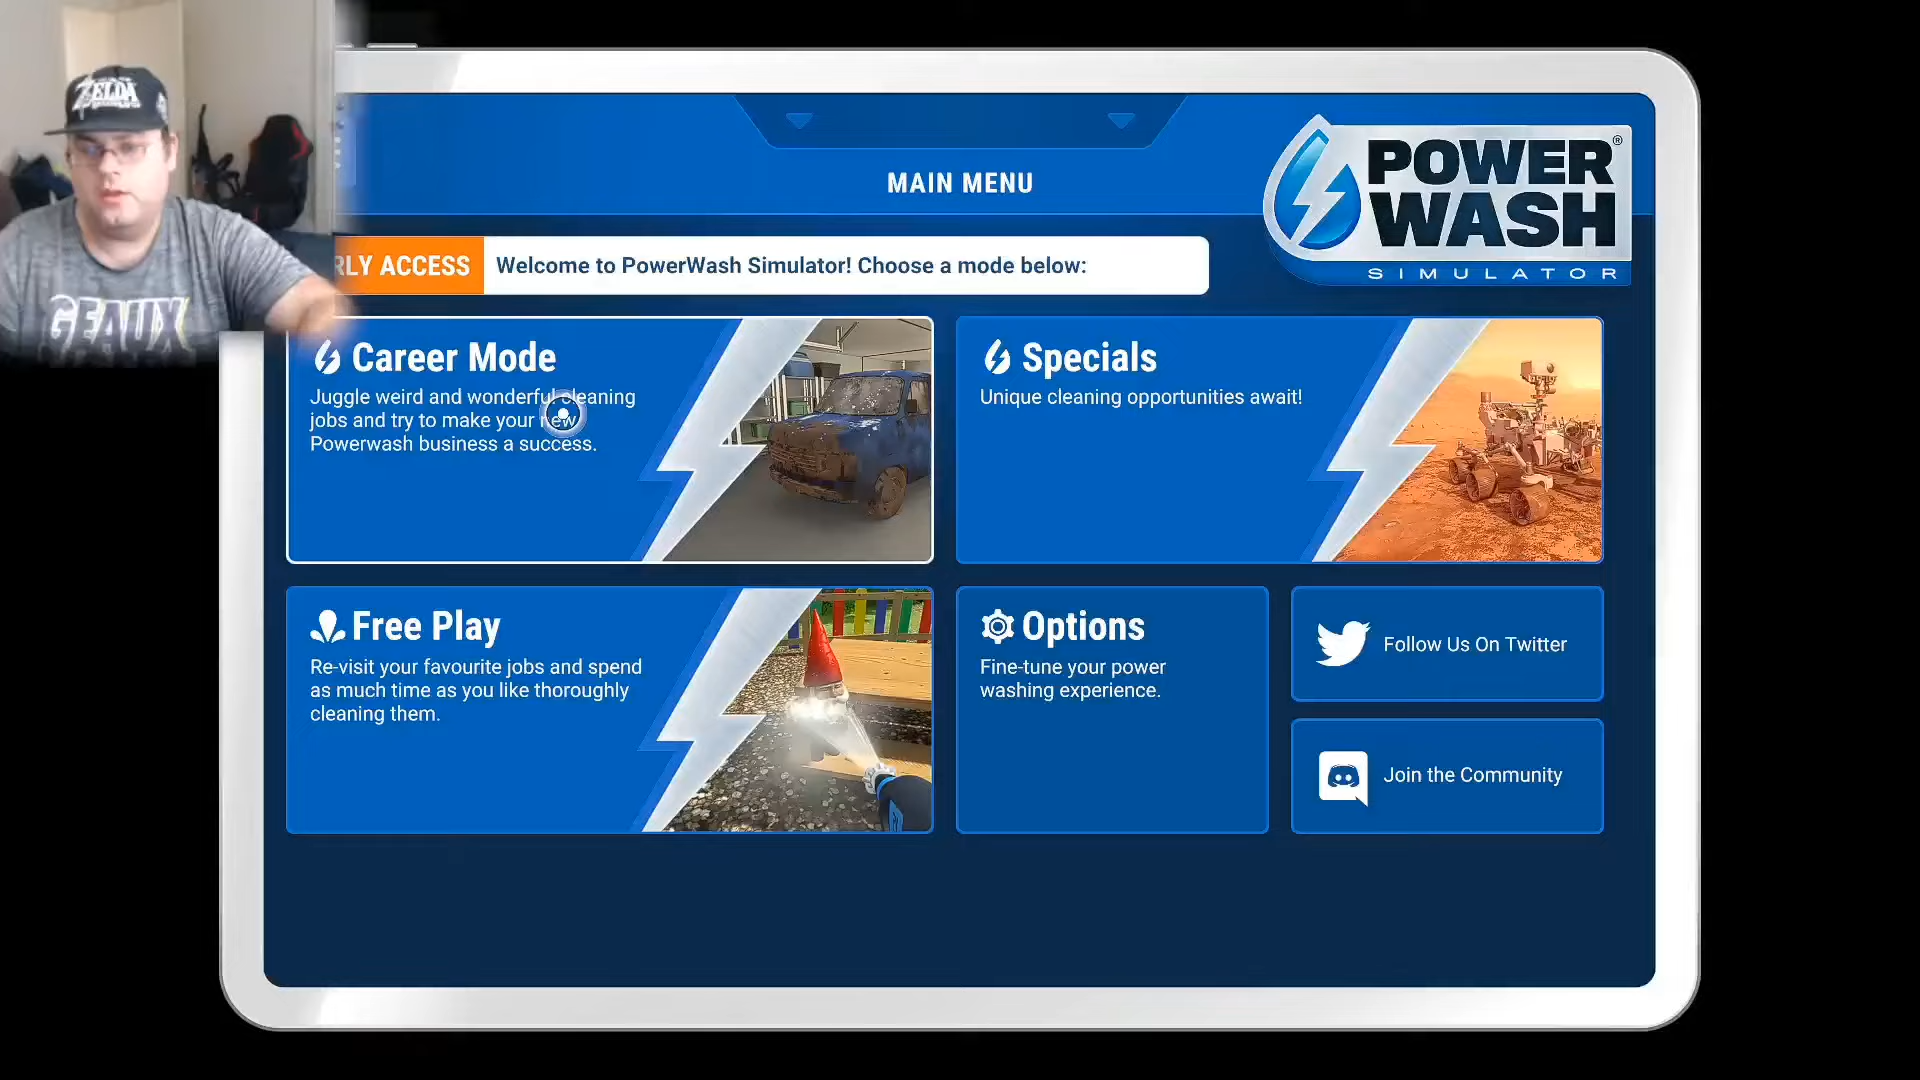 ZELDA
GEAUX
POWER®
WASH
SIMULATOR
MAIN MENU
RLY ACCESS
Welcome to PowerWash Simulator! Choose a mode below:
Career Mode
Juggle weird and wonderful cleaning
jobs and try to make your new
Powerwash business a success.
Specials
Unique cleaning opportunities await!
Free Play
Re-visit your favourite jobs and spend
as much time as you like thoroughly
cleaning them.
Options
Fine-tune your power
washing experience.
Follow Us On Twitter
Join the Community